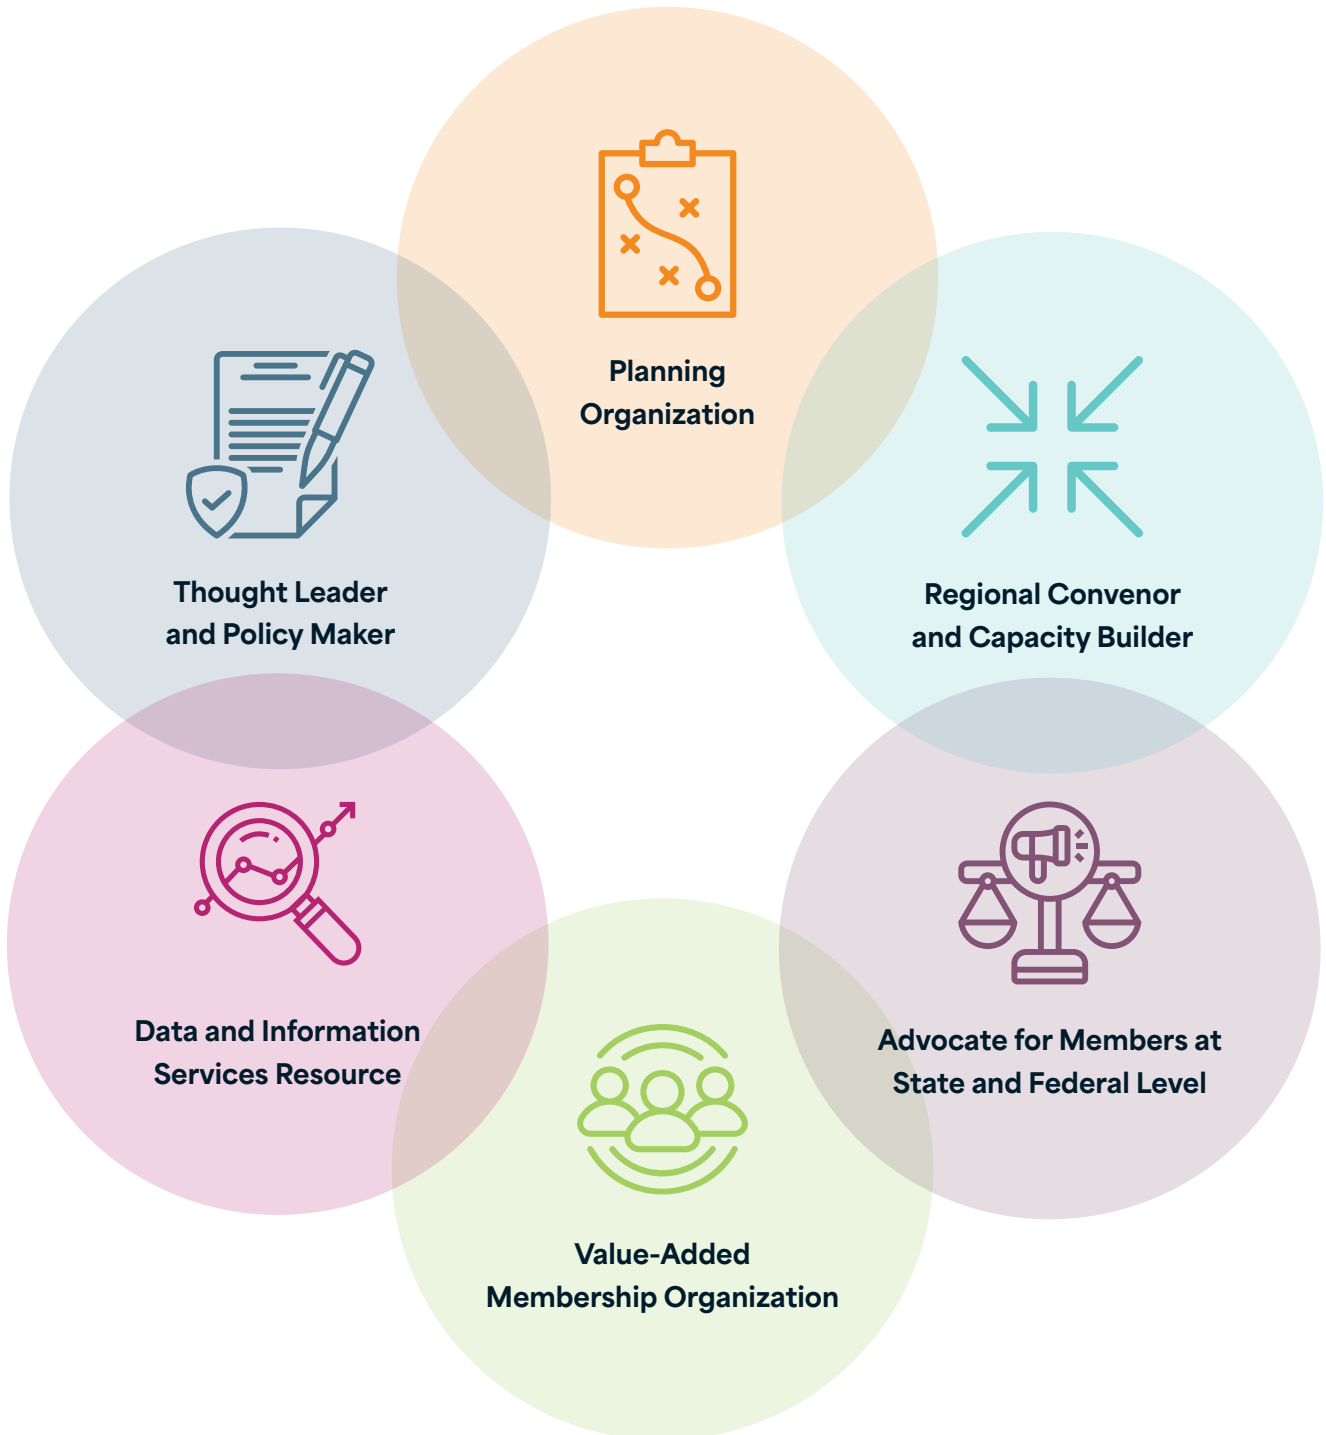 Planning
Organization
Thought Leader
and Policy Maker
Regional Convenor
and Capacity Builder
Data and Information
Services Resource
Advocate for Members at
State and Federal Level
Value-Added
Membership Organization